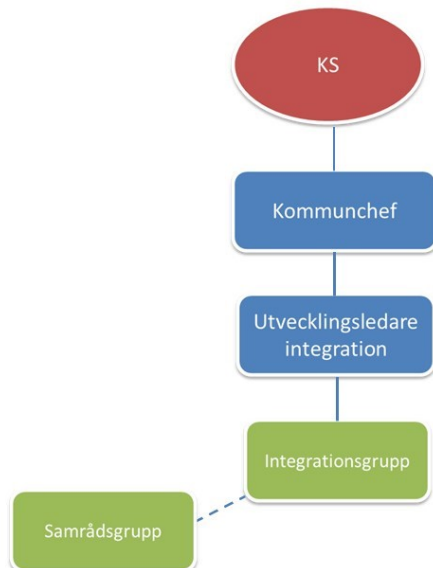 KS
Kommunchef
Utvecklingsledare
integration
Integrationsgrupp
Samrådsgrupp